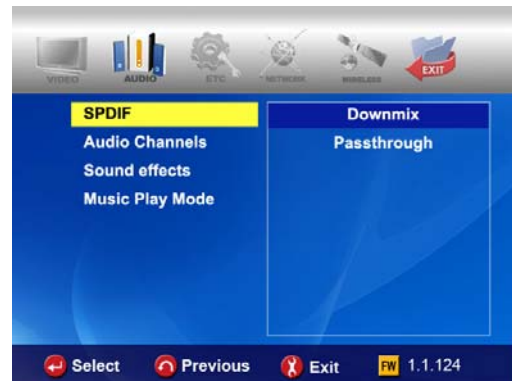 VIDEO AUDIO ETC NETWORK WIRELESS EXIT
SPDIF Downmix
Audio Channels Passthrough
Sound effects
Music Play Mode
Select Previous Exit FW 1.1.124